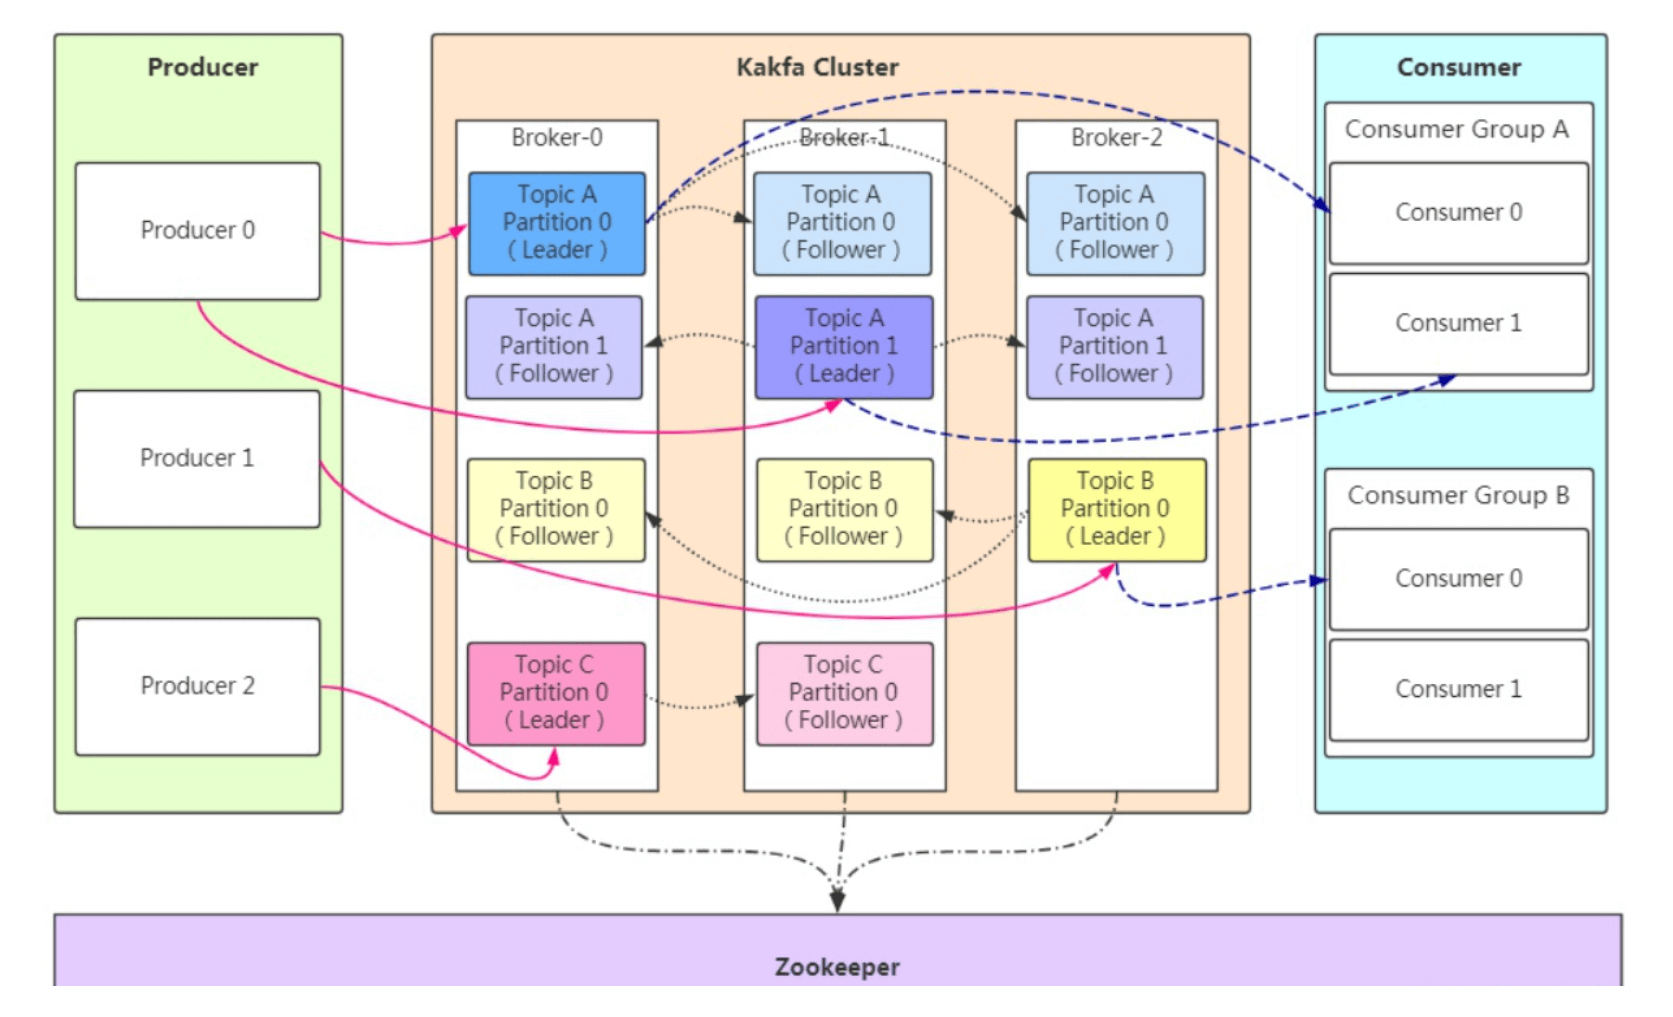 Producer
Producer 0
Producer 1
Producer 2
Kakfa Cluster
Broker-0
Topic A
Partition 0
( Leader )
Topic A
Partition 1
( Follower )
Topic B
Partition 0
( Follower )
Topic C
Partition 0
( Leader )
Broker-1
Topic A
Partition 0
( Follower )
Topic A
Partition 1
( Leader )
Topic B
Partition 0
( Follower )
Topic C
Partition 0
( Follower )
Broker-2
Topic A
Partition 0
( Follower )
Topic A
Partition 1
( Follower )
Topic B
Partition 0
( Leader )
Consumer
Consumer Group A
Consumer 0
Consumer 1
Consumer Group B
Consumer 0
Consumer 1
Zookeeper